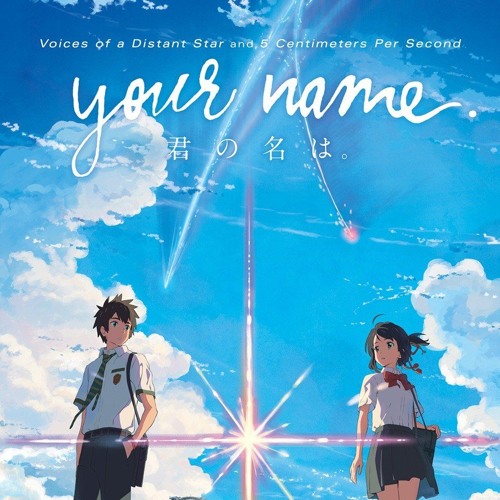 Voices of a Distant Star and 5 Centimeters Per Second
your name.
君の名は。